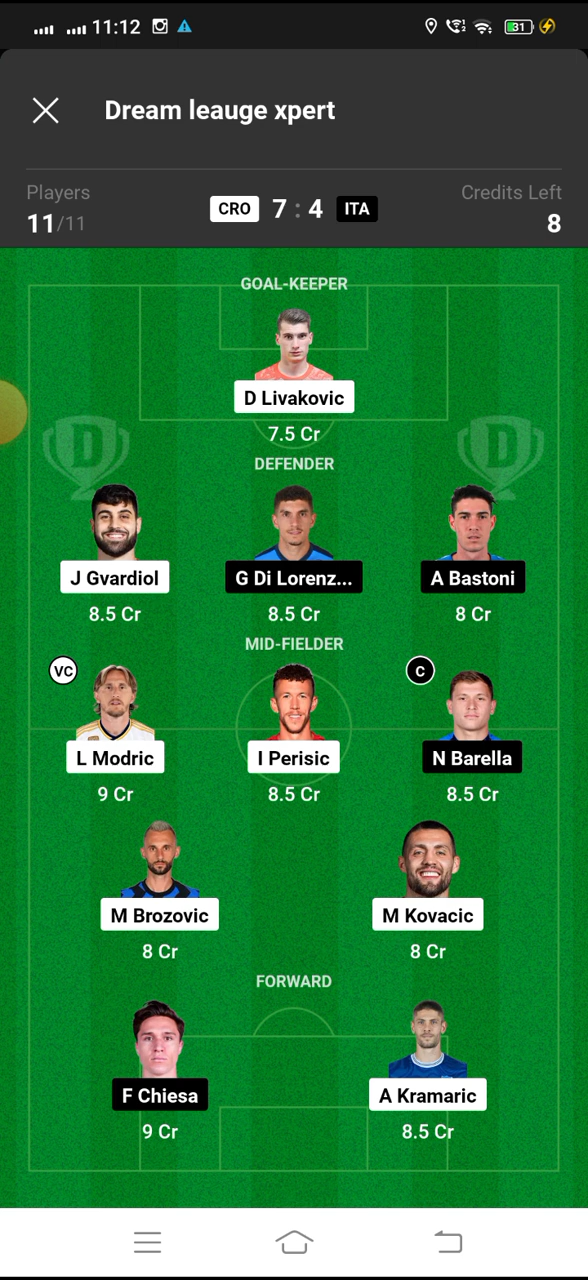 11:12 31
Dream leauge xpert
Players Credits Left
11/11 CRO 7 : 4 ITA 8
GOAL-KEEPER
D Livakovic
7.5 Cr
DEFENDER
D D
J Gvardiol G Di Lorenz... A Bastoni
8.5 Cr 8.5 Cr 8 Cr
MID-FIELDER
VC C
L Modric I Perisic N Barella
9 Cr 8.5 Cr 8.5 Cr
M Brozovic M Kovacic
8 Cr 8 Cr
FORWARD
F Chiesa A Kramaric
9 Cr 8.5 Cr